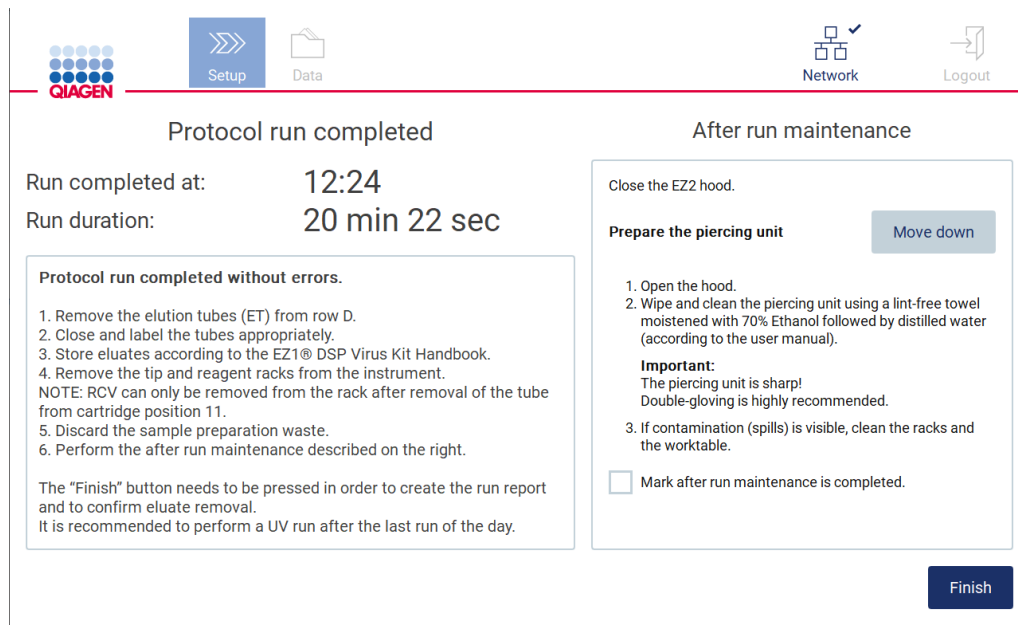 QIAGEN
Setup
Data
Network
Logout
Protocol run completed
Run completed at:
12:24
Run duration:
20 min 22 sec
Protocol run completed without errors.
1. Remove the elution tubes (ET) from row D.
2. Close and label the tubes appropriately.
3. Store eluates according to the EZ1® DSP Virus Kit Handbook.
4. Remove the tip and reagent racks from the instrument.
NOTE: RCV can only be removed from the rack after removal of the tube
from cartridge position 11.
5. Discard the sample preparation waste.
6. Perform the after run maintenance described on the right.
The “Finish” button needs to be pressed in order to create the run report
and to confirm eluate removal.
It is recommended to perform a UV run after the last run of the day.
After run maintenance
Close the EZ2 hood.
Prepare the piercing unit
Move down
1. Open the hood.
2. Wipe and clean the piercing unit using a lint-free towel
moistened with 70% Ethanol followed by distilled water
(according to the user manual).
Important:
The piercing unit is sharp!
Double-gloving is highly recommended.
3. If contamination (spills) is visible, clean the racks and
the worktable.
Mark after run maintenance is completed.
Finish